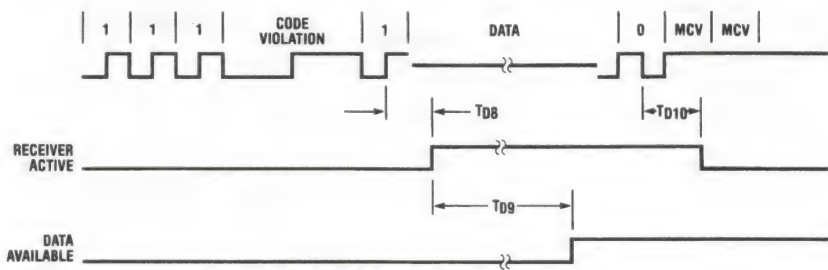 1 1 1 CODE VIOLATION 1 DATA 0 MCV MCV
TD8 TD10
RECEIVER ACTIVE
TD9
DATA AVAILABLE